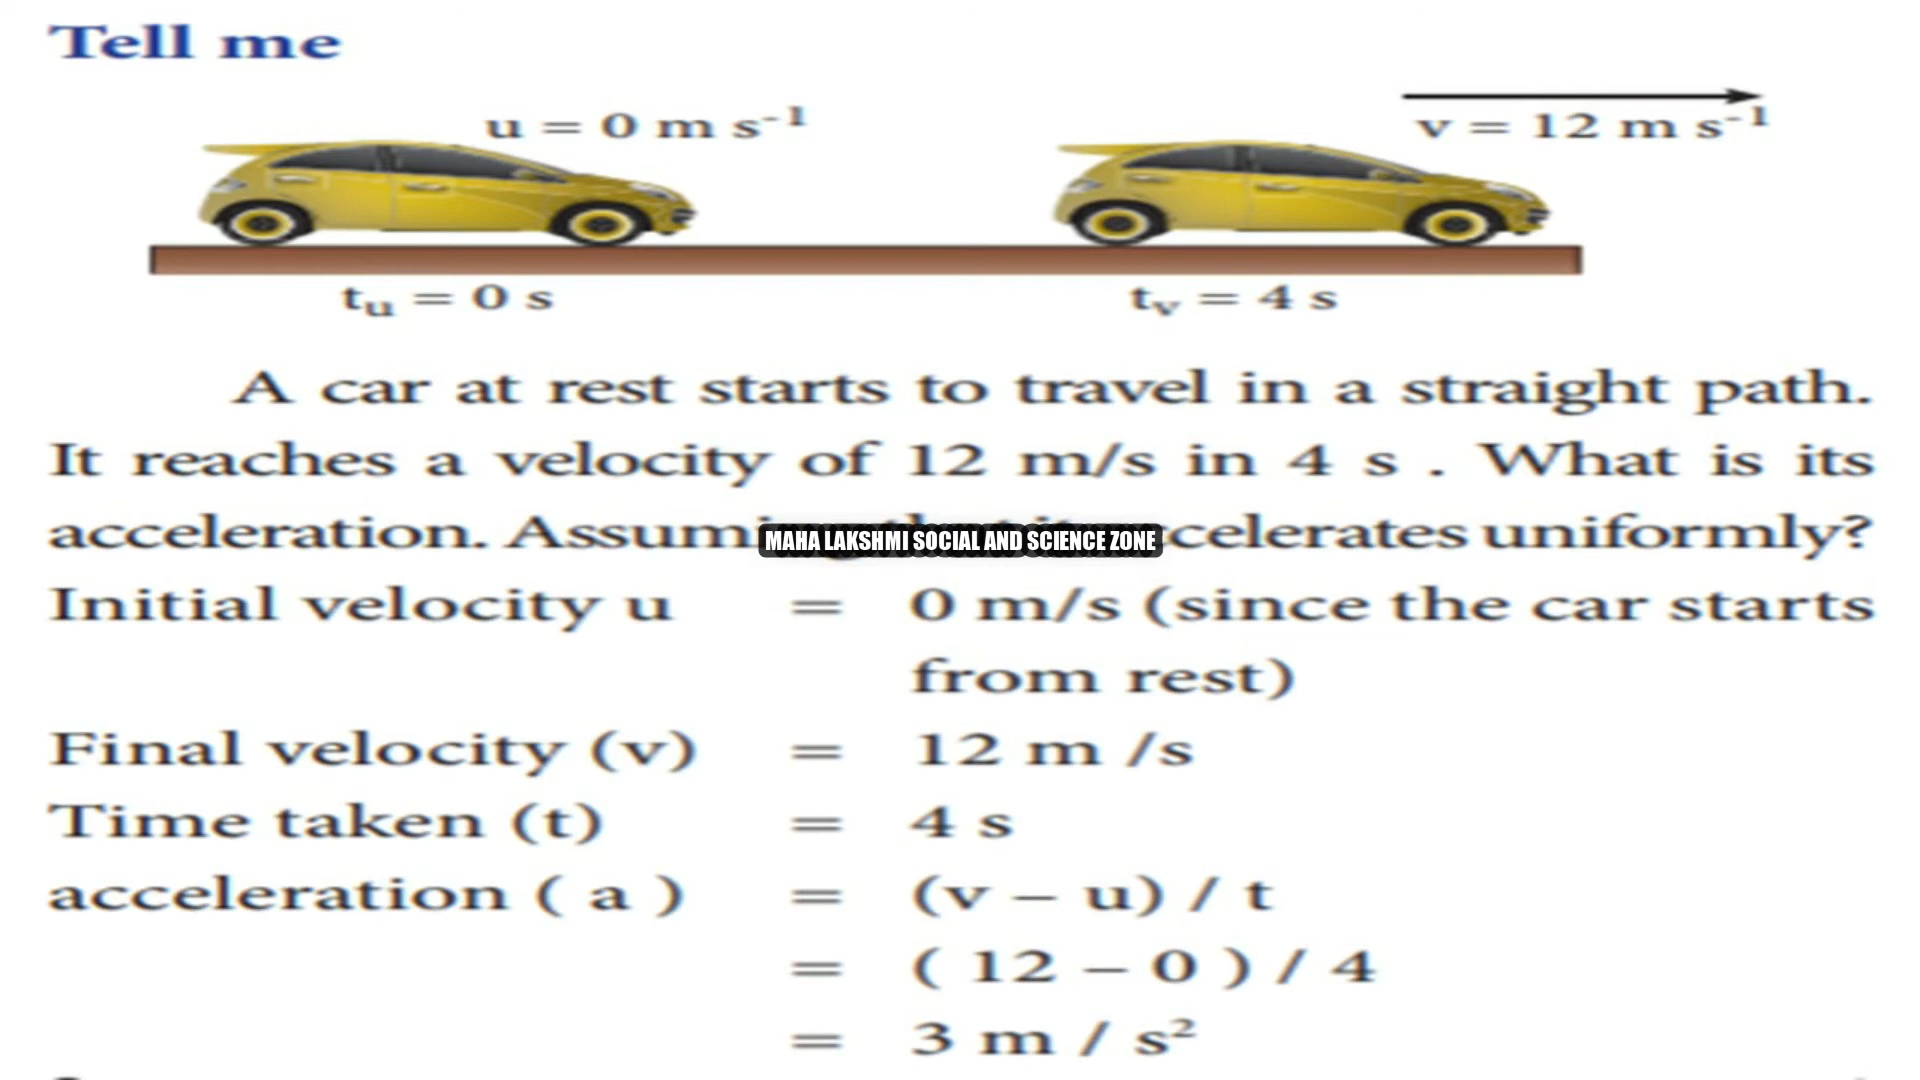 Tell me
u = 0 m s⁻¹
v = 12 m s⁻¹
tᵤ = 0 s
tᵥ = 4 s
A car at rest starts to travel in a straight path.
It reaches a velocity of 12 m/s in 4 s . What is its
acceleration. Assumi celerates uniformly?
MAHA LAKSHMI SOCIAL AND SCIENCE ZONE
Initial velocity u = 0 m/s (since the car starts
from rest)
Final velocity (v) = 12 m /s
Time taken (t) = 4 s
acceleration ( a ) = (v – u) / t
= ( 12 – 0 ) / 4
= 3 m / s²